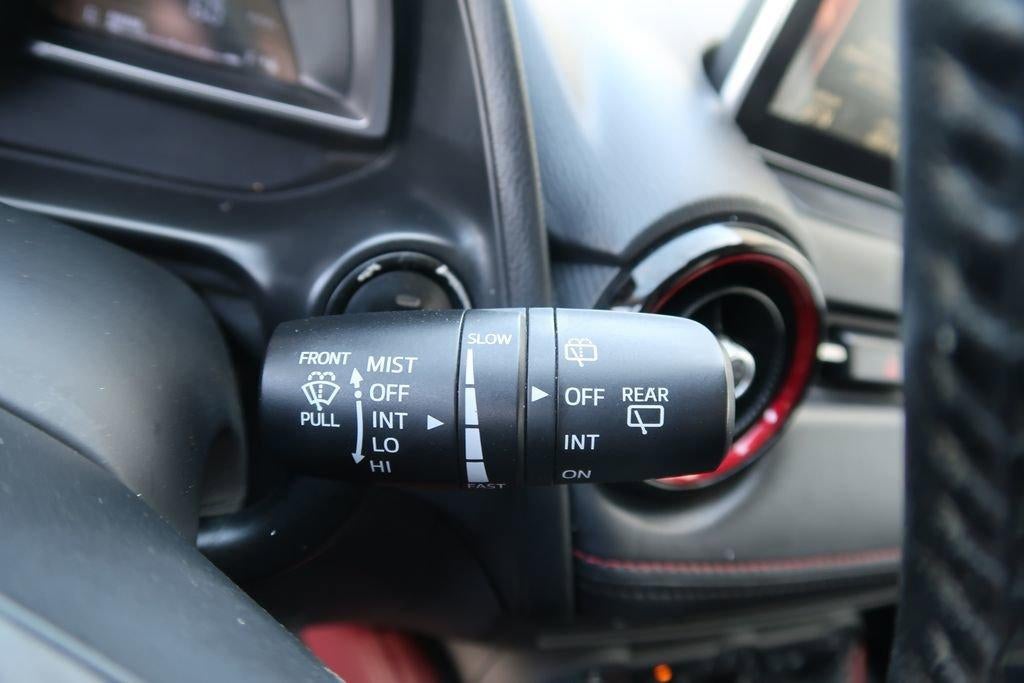 FRONT
PULL
MIST
OFF
INT
LO
HI
SLOW
FAST
OFF
INT
ON
REAR